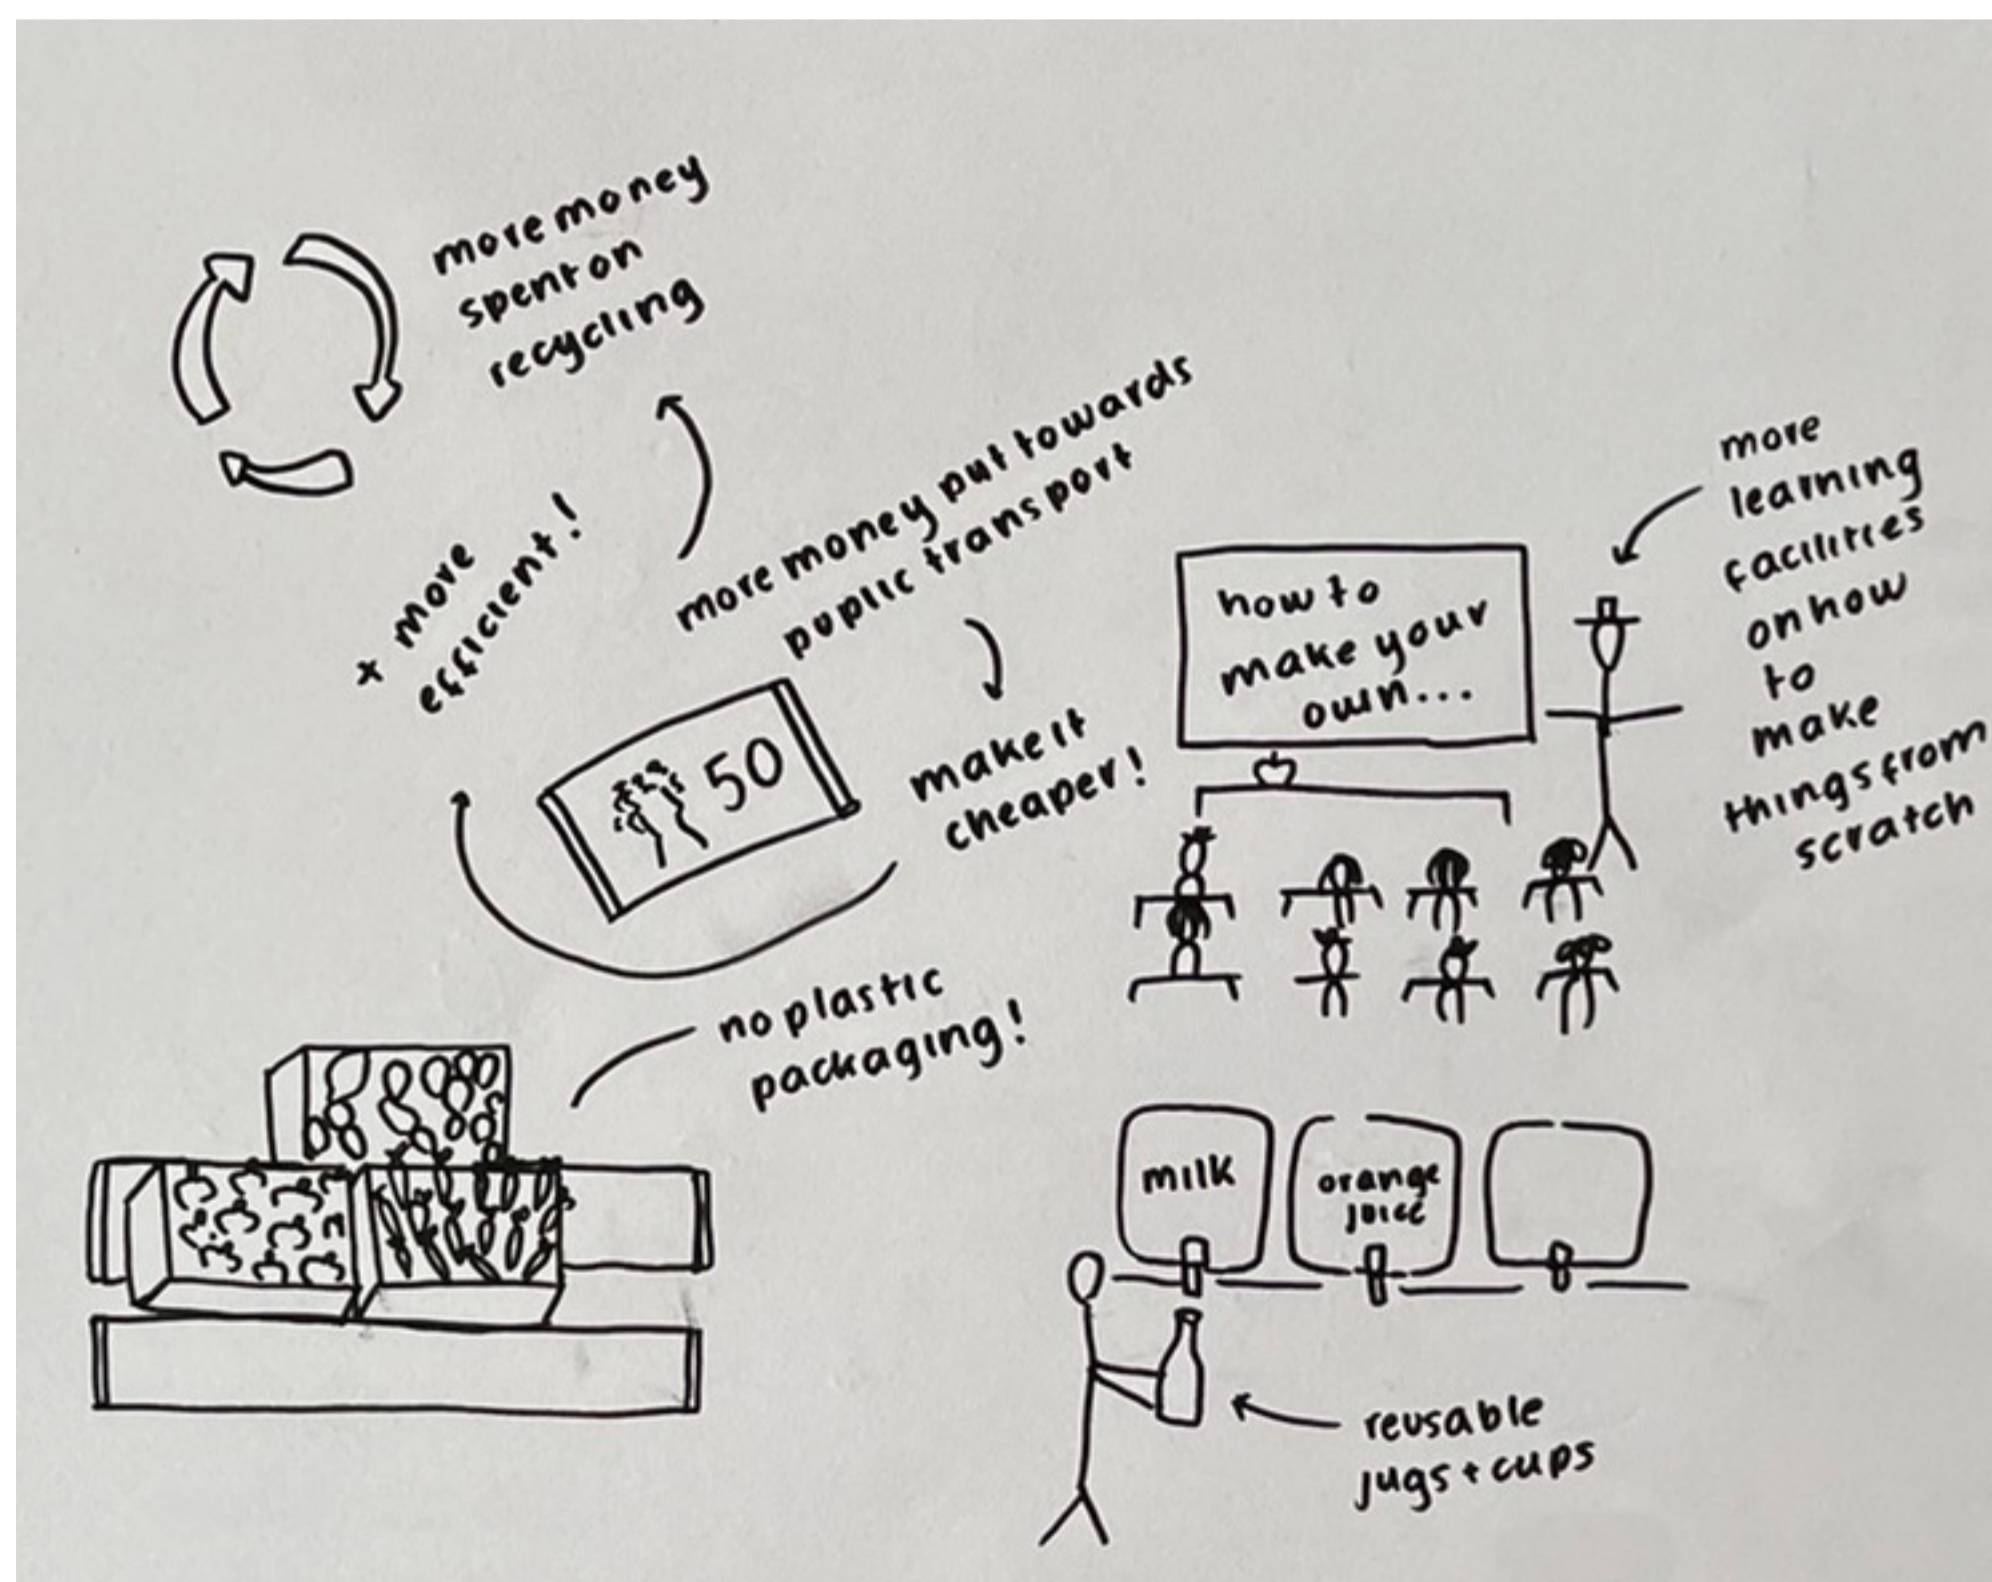 more money
spent on
recycling
more money put towards
puplic transport
+ more
efficient!
make it
cheaper!
50
how to
make your
own...
more
learning
facilities
on how
to
make
things from
scratch
no plastic
packaging!
milk
orange
juice
reusable
jugs + cups